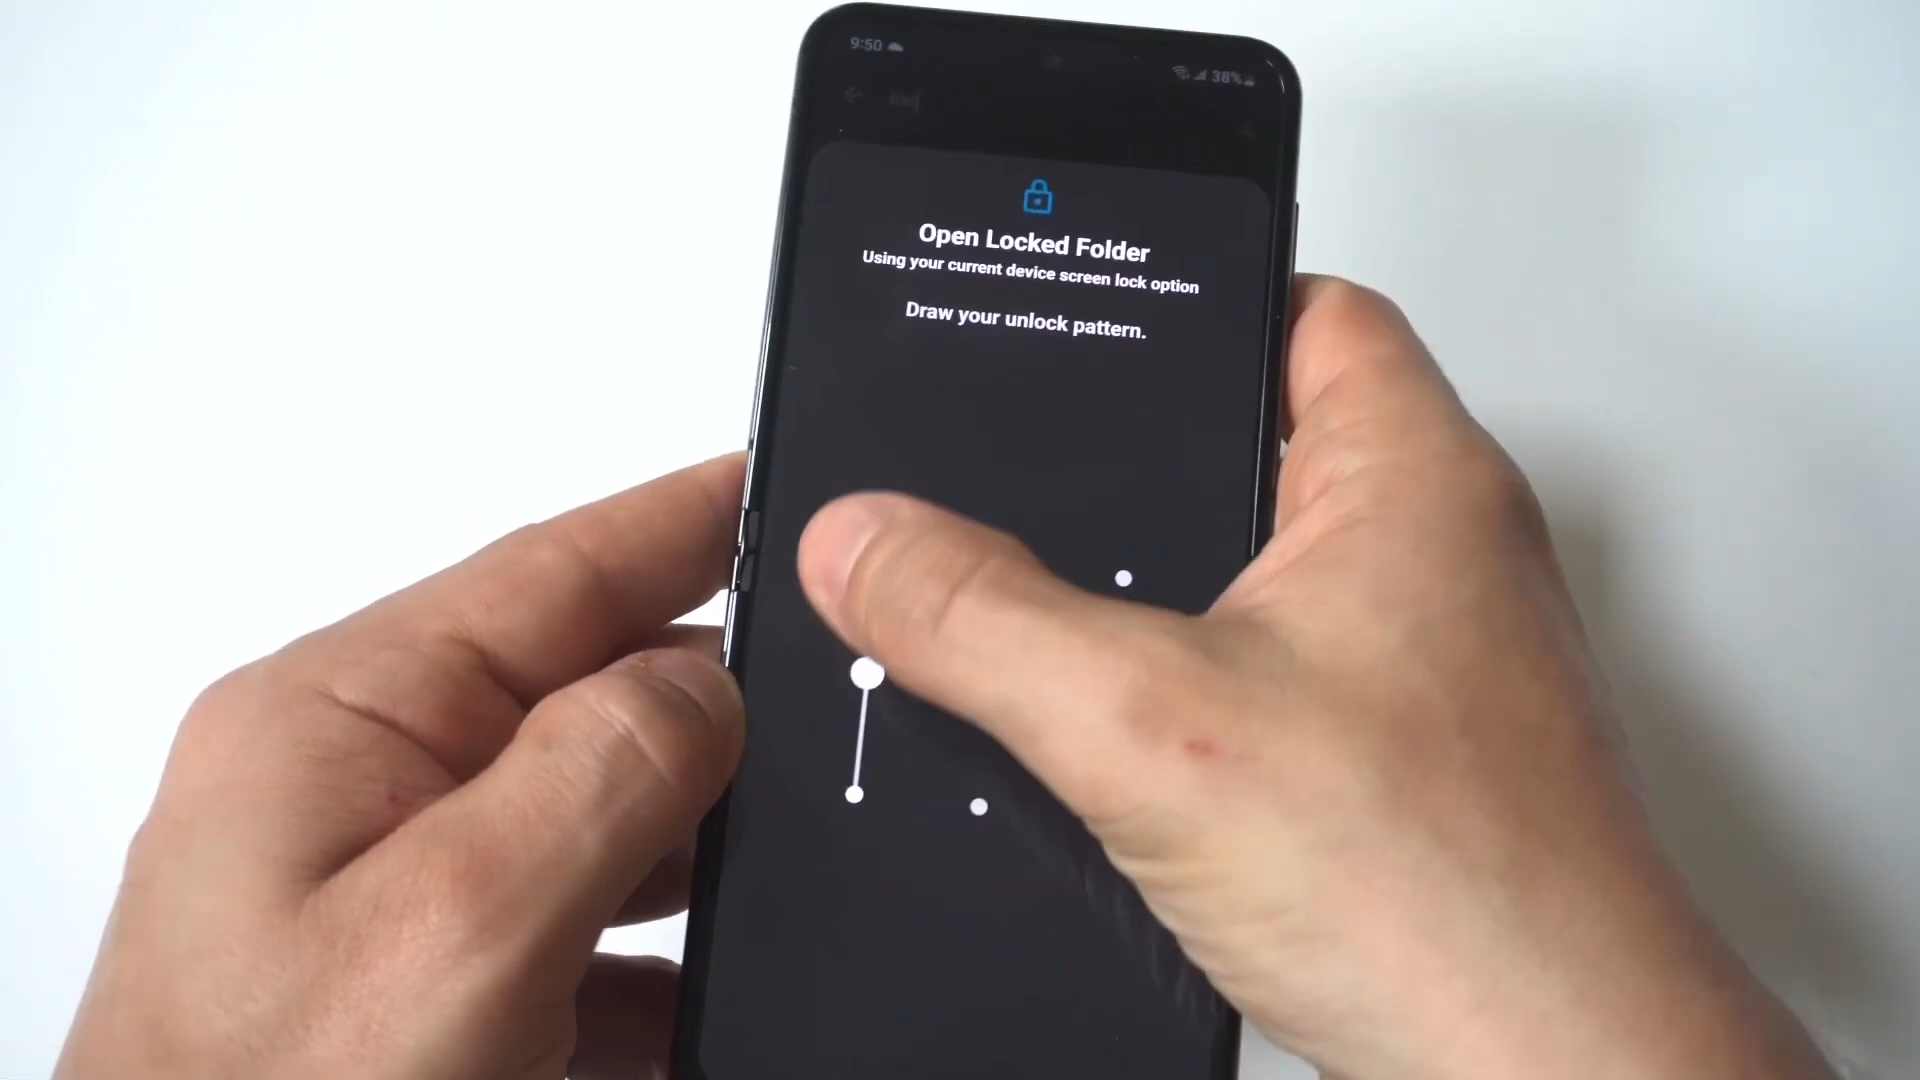 9:50
38%
Open Locked Folder
Using your current device screen lock option
Draw your unlock pattern.